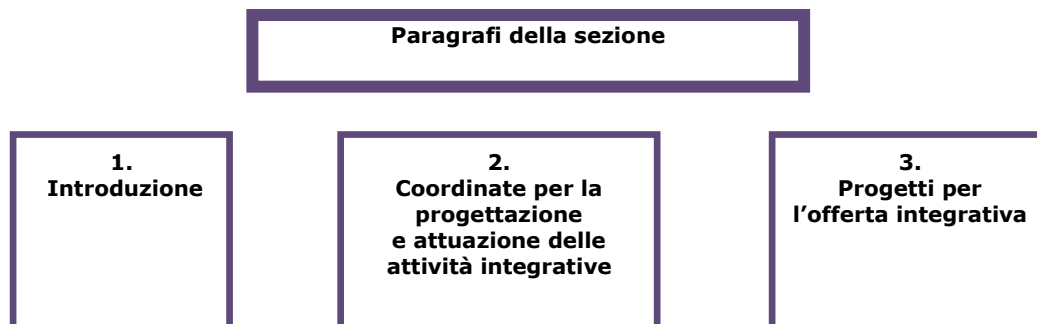 Paragrafi della sezione
1.
Introduzione
2.
Coordinate per la
progettazione
e attuazione delle
attività integrative
3.
Progetti per
l’offerta integrativa